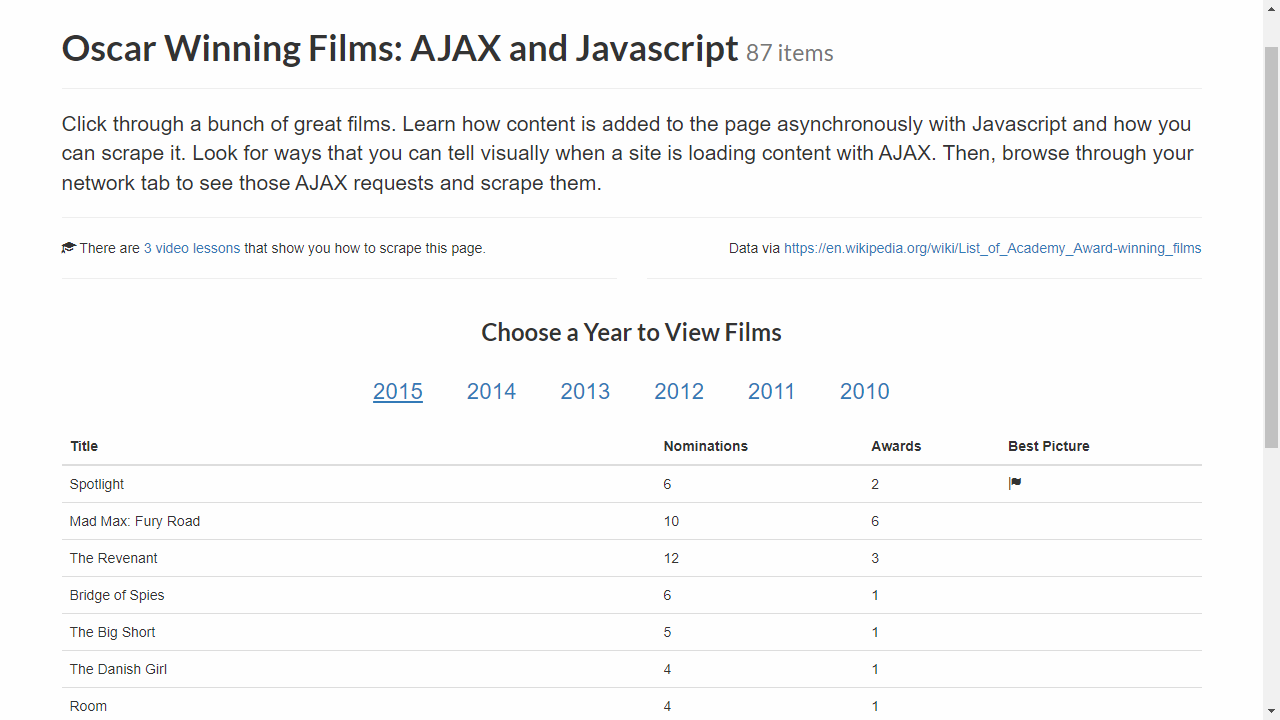 Oscar Winning Films: AJAX and Javascript 87 items
Click through a bunch of great films. Learn how content is added to the page asynchronously with Javascript and how you
can scrape it. Look for ways that you can tell visually when a site is loading content with AJAX. Then, browse through your
network tab to see those AJAX requests and scrape them.
There are 3 video lessons that show you how to scrape this page. Data via https://en.wikipedia.org/wiki/List_of_Academy_Award-winning_films
Choose a Year to View Films
2015 2014 2013 2012 2011 2010
Title Nominations Awards Best Picture
Spotlight 6 2
Mad Max: Fury Road 10 6
The Revenant 12 3
Bridge of Spies 6 1
The Big Short 5 1
The Danish Girl 4 1
Room 4 1